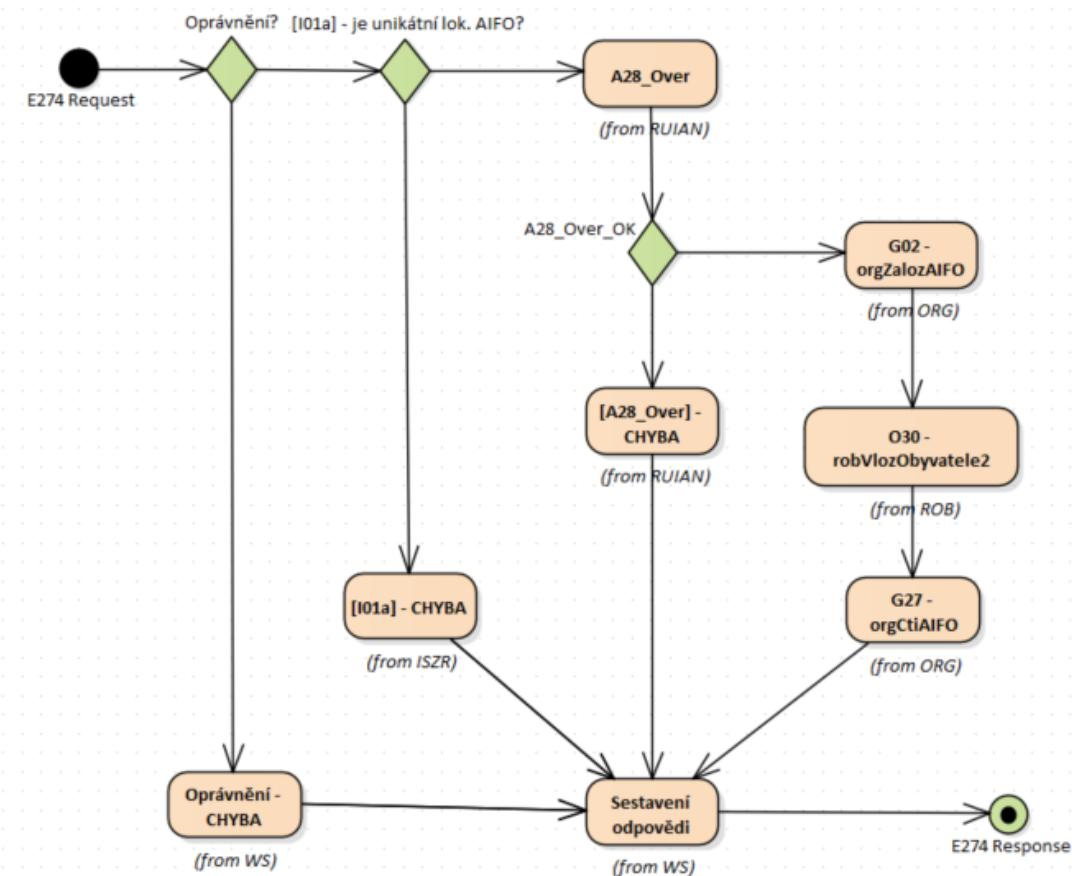 Oprávnění?
[I01a] - je unikátní lok. AIFO?
E274 Request
A28_Over
(from RUIAN)
A28_Over_OK
G02 -
orgZalozAIFO
(from ORG)
[A28_Over] -
CHYBA
(from RUIAN)
O30 -
robVlozObyvatele2
(from ROB)
[I01a] - CHYBA
(from ISZR)
G27 -
orgCtiAIFO
(from ORG)
Oprávnění -
CHYBA
(from WS)
Sestavení
odpovědi
(from WS)
E274 Response